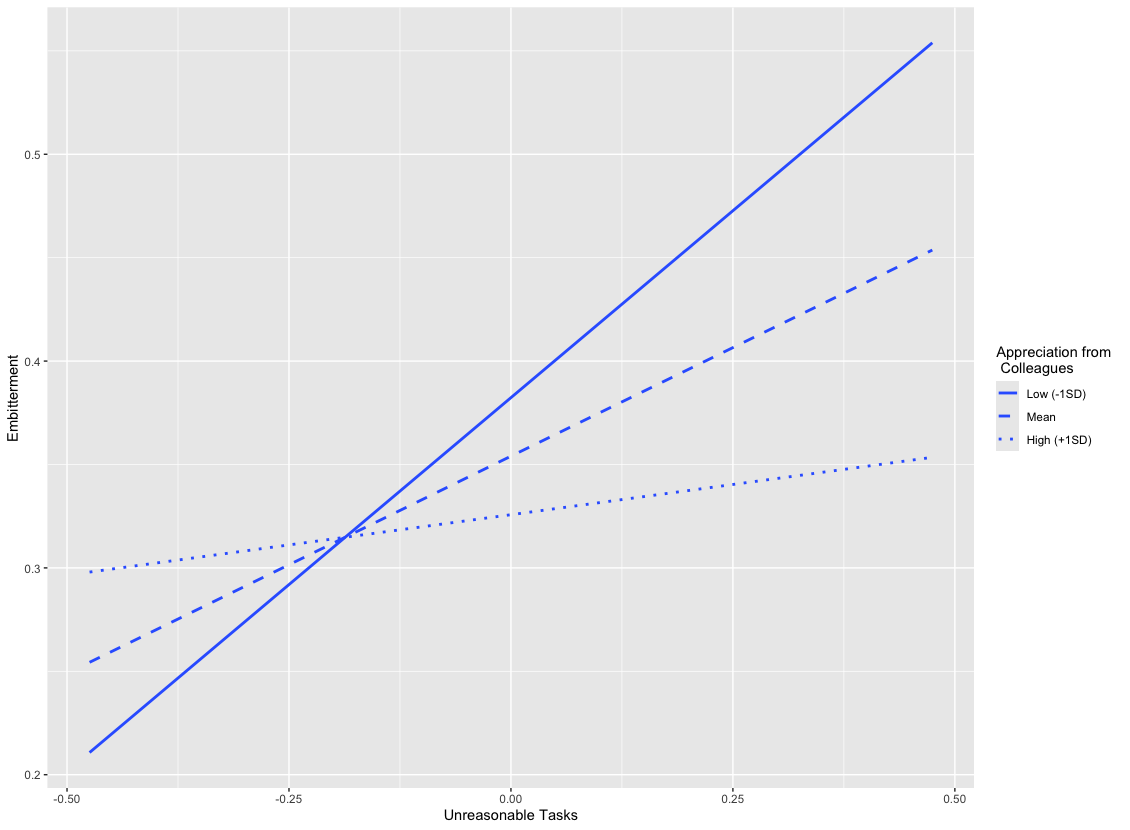 0.5
0.4
0.3
0.2
Embitterment
-0.50
-0.25
0.00
0.25
0.50
Unreasonable Tasks
Appreciation from
Colleagues
Low (-1SD)
Mean
High (+1SD)